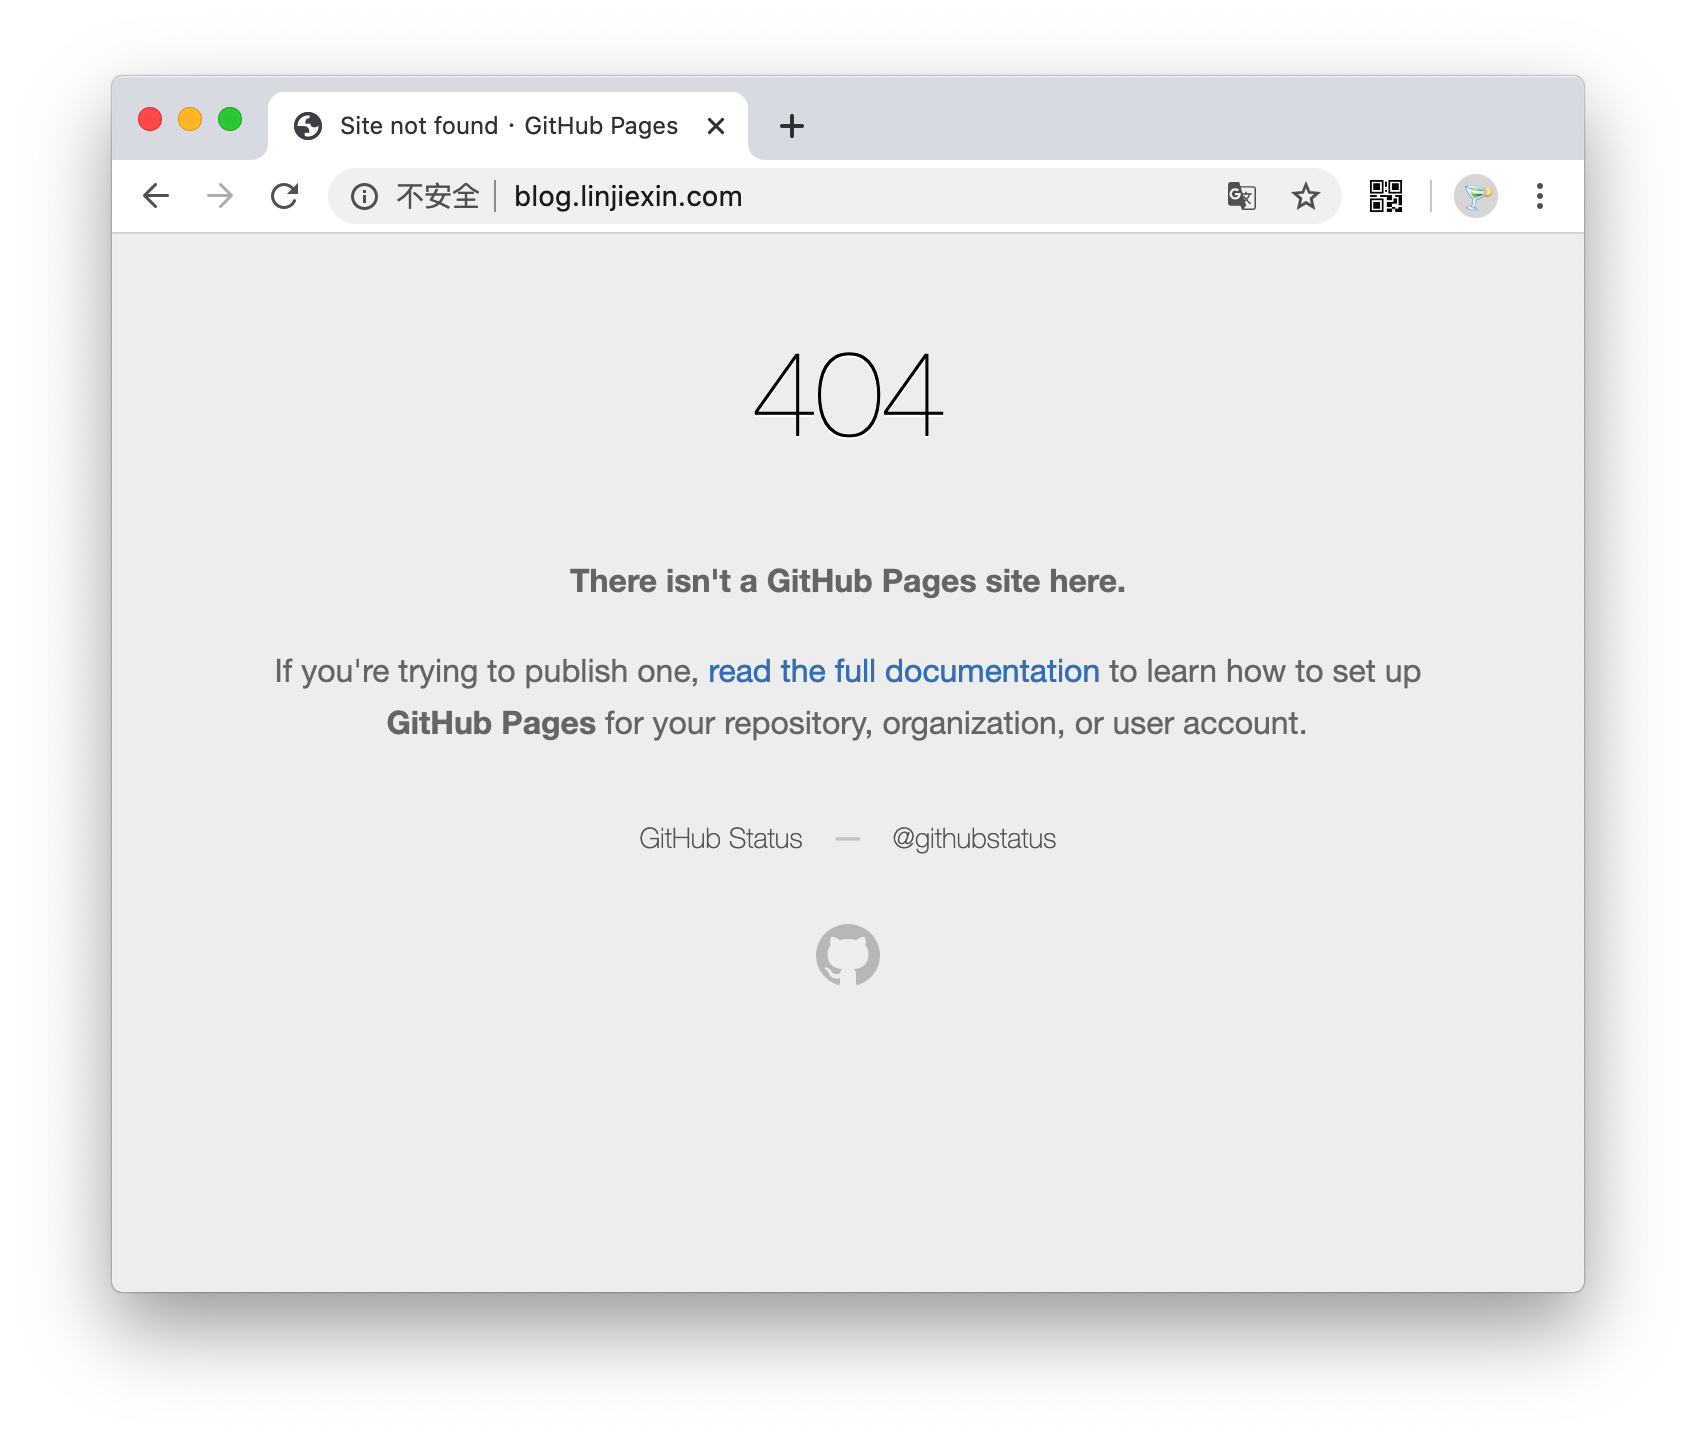 Site not found · GitHub Pages
不安全 blog.linjiexin.com
404
There isn't a GitHub Pages site here.
If you're trying to publish one, read the full documentation to learn how to set up
GitHub Pages for your repository, organization, or user account.
GitHub Status — @githubstatus